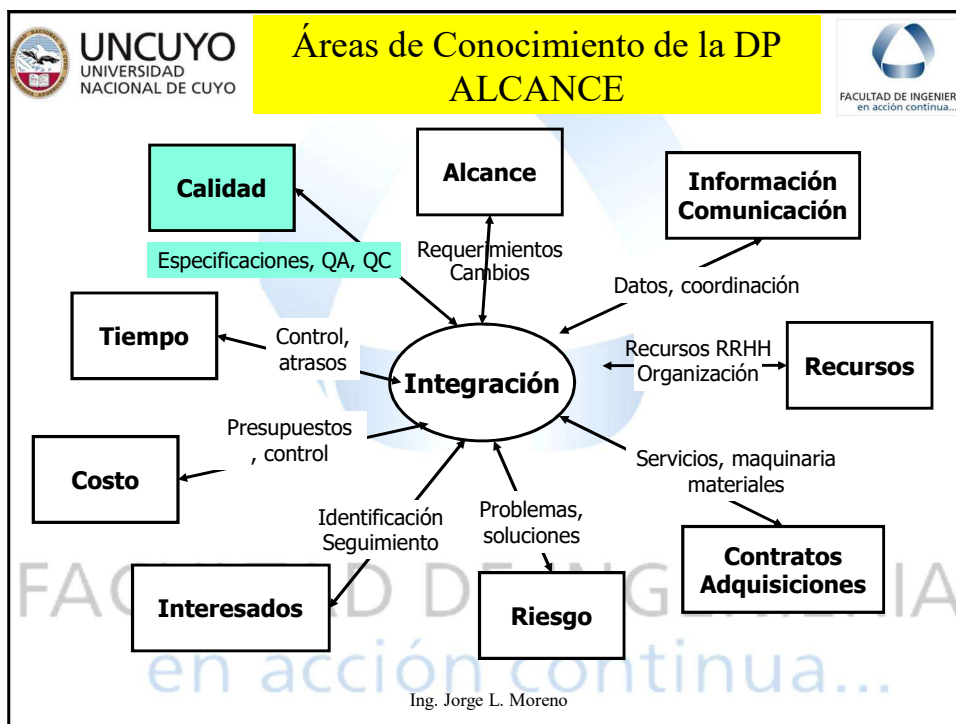 UNCUYO
UNIVERSIDAD
NACIONAL DE CUYO
Áreas de Conocimiento de la DP
ALCANCE
FACULTAD DE INGENIER
en acción continua...
Calidad
Alcance
Información
Comunicación
Especificaciones, QA, QC
Requerimientos
Cambios
Datos, coordinación
Tiempo
Control,
atrasos
Integración
Recursos RRHH
Organización
Recursos
Presupuestos
, control
Costo
Servicios, maquinaria
materiales
Identificación
Seguimiento
Problemas,
soluciones
Contratos
Adquisiciones
Interesados
Riesgo
FACULTAD DE INGENIERIA
en acción continua...
Ing. Jorge L. Moreno